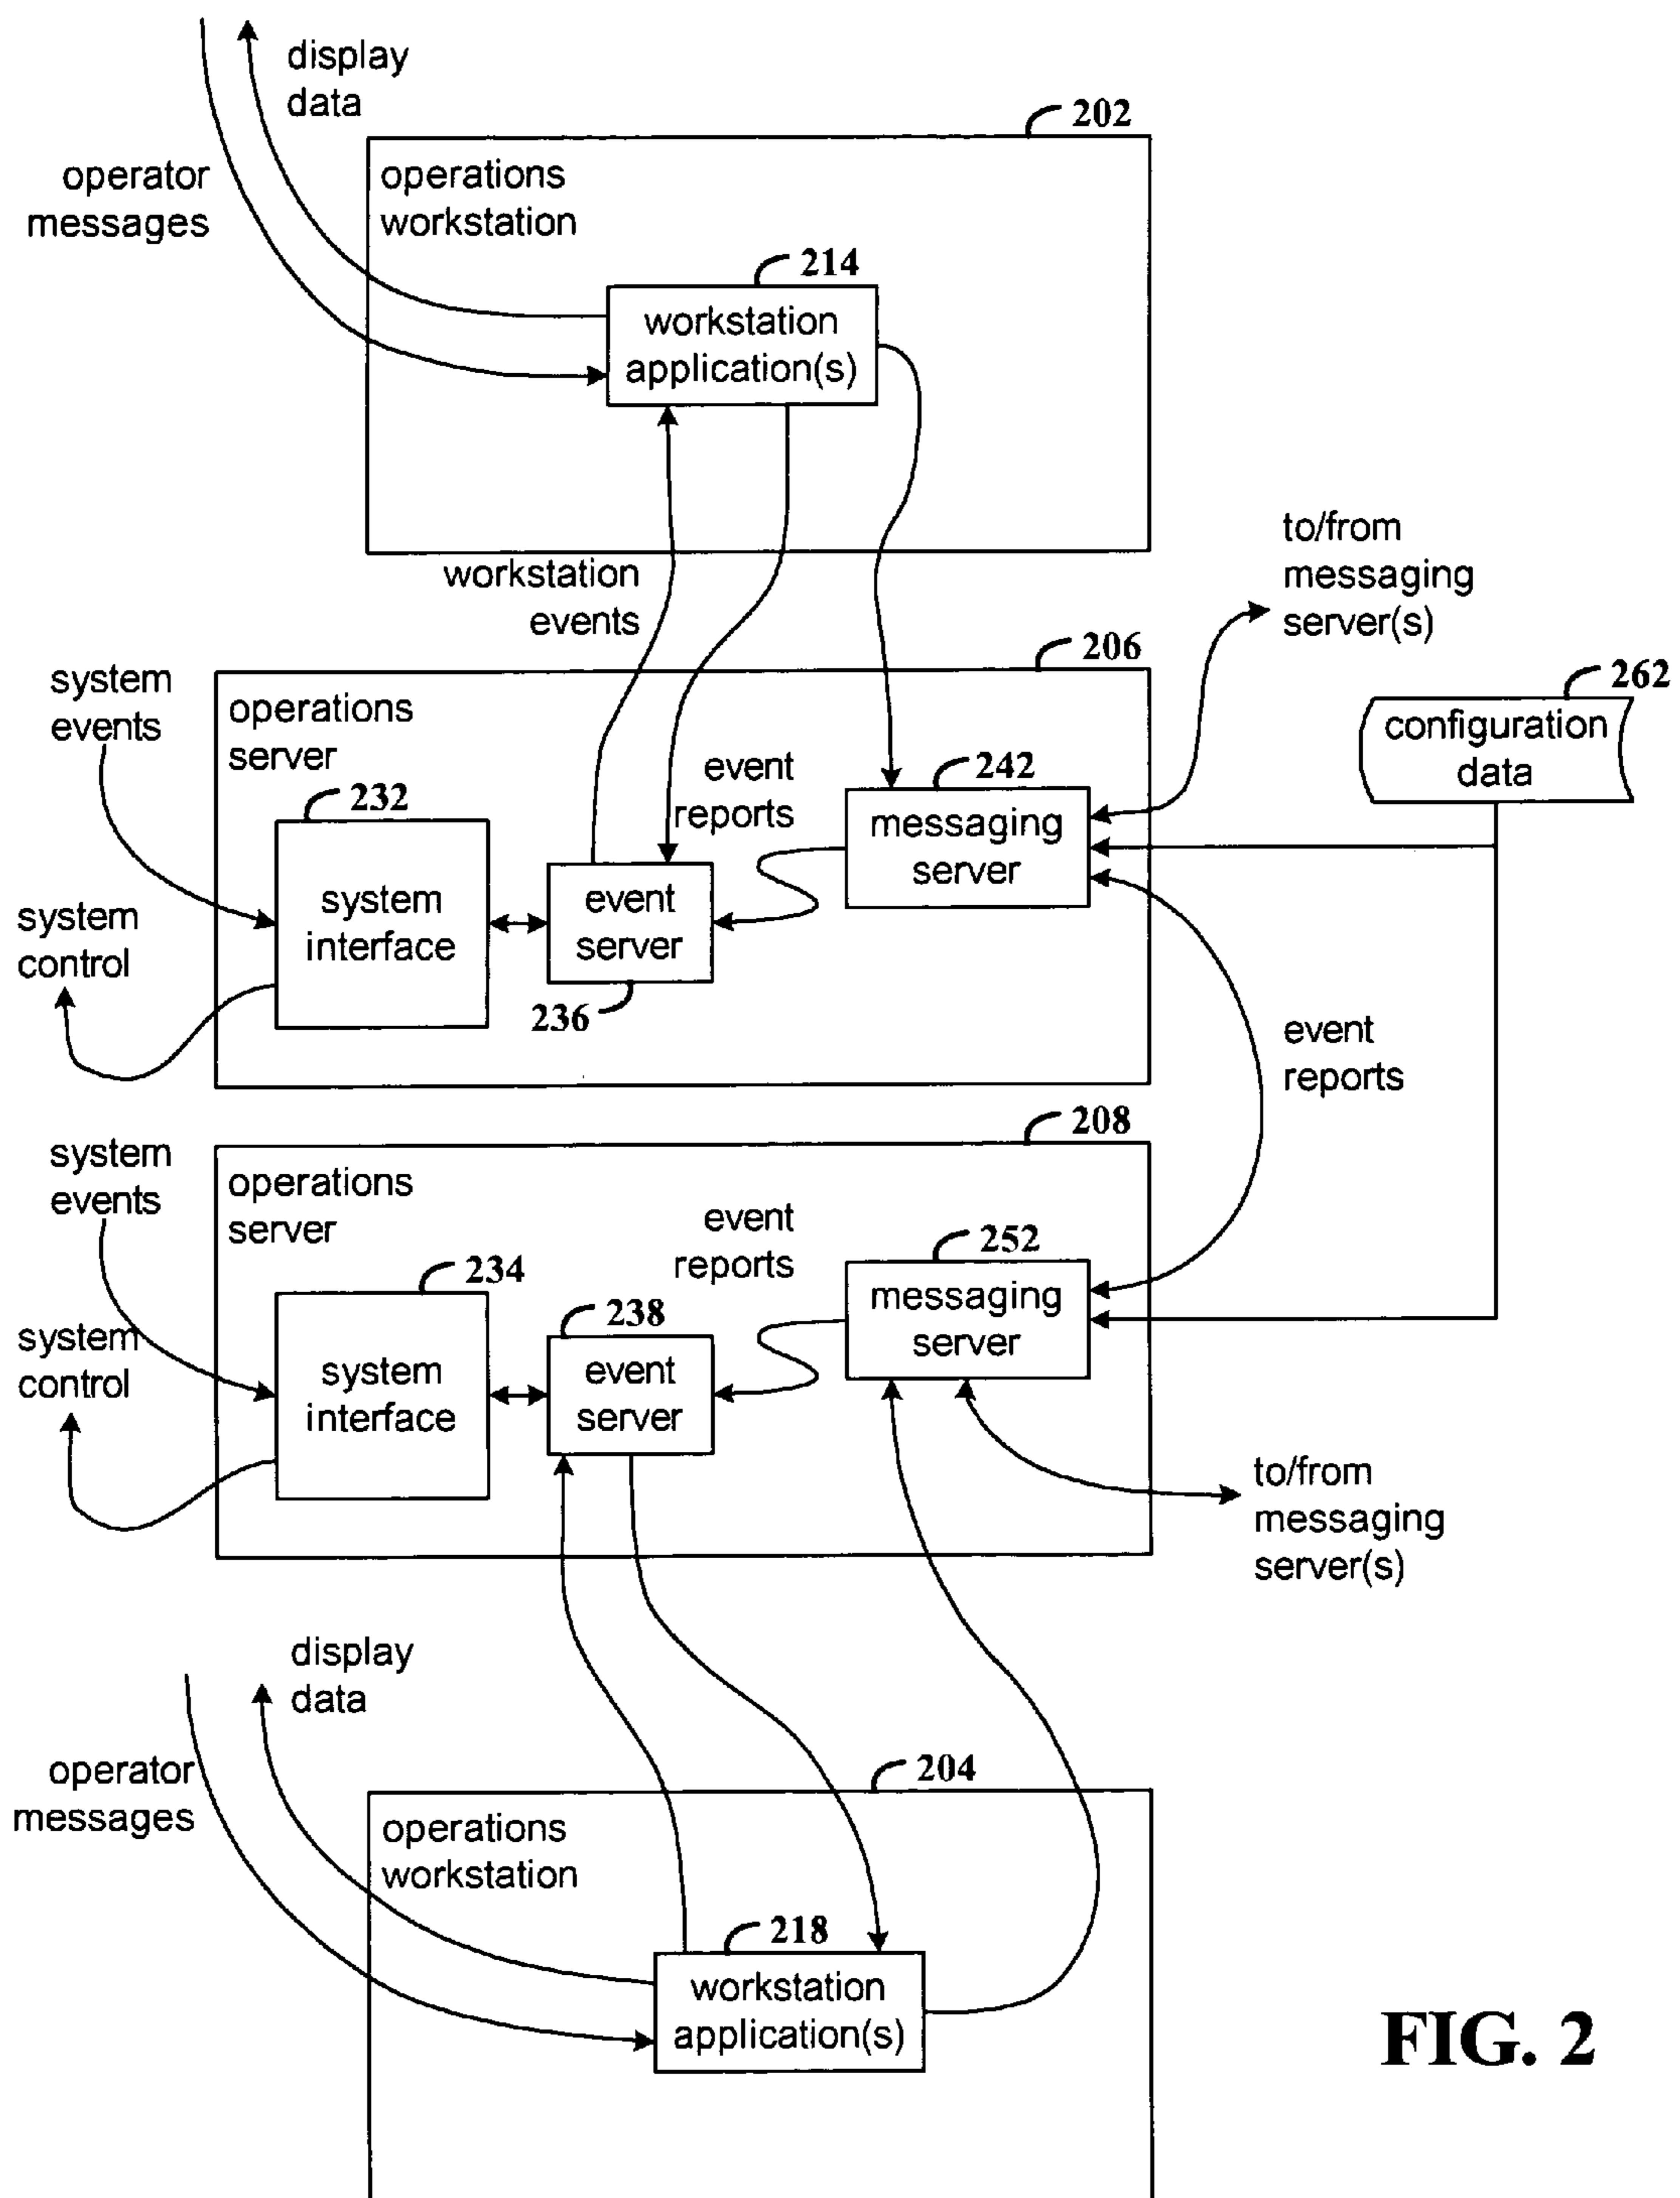 display
data
202
operator
messages
operations
workstation
214
workstation
application(s)
to/from
messaging
server(s)
workstation
events
206
262
system
events
operations
server
configuration
data
event
reports
242
232
messaging
server
system
interface
event
server
system
control
236
event
reports
208
system
events
operations
server
event
reports
252
234
messaging
server
238
system
control
system
interface
event
server
to/from
messaging
server(s)
display
data
204
operator
messages
operations
workstation
218
workstation
application(s)
FIG. 2